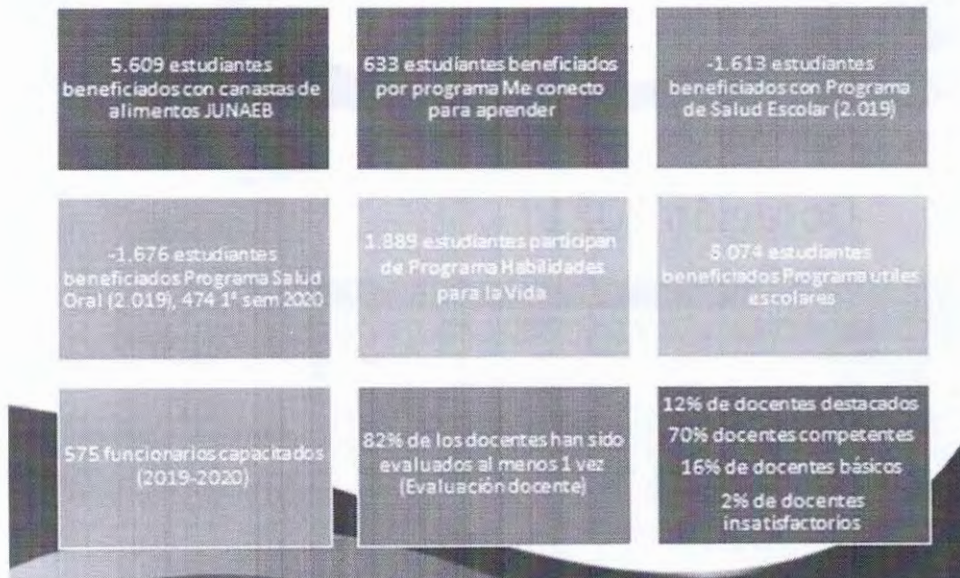 5.609 estudiantes
beneficiados con canastas de
alimentos JUNAEB
633 estudiantes beneficiados
por programa Me conecto
para aprender
-1.613 estudiantes
beneficiados con Programa
de Salud Escolar (2.019)
-1.676 estudiantes
beneficiados Programa Salud
Oral (2.019), 474 1° sem 2020
1.889 estudiantes participan
de Programa Habilidades
para la Vida
estudiantes
beneficiados Programa utiles
escolares
575 funcionarios capacitados
(2019-2020)
82% de los docentes han sido
evaluados al menos 1 vez
(Evaluación docente)
12% de docentes destacados
70% docentes competentes
16% de docentes básicos
2% de docentes
insatisfactorios